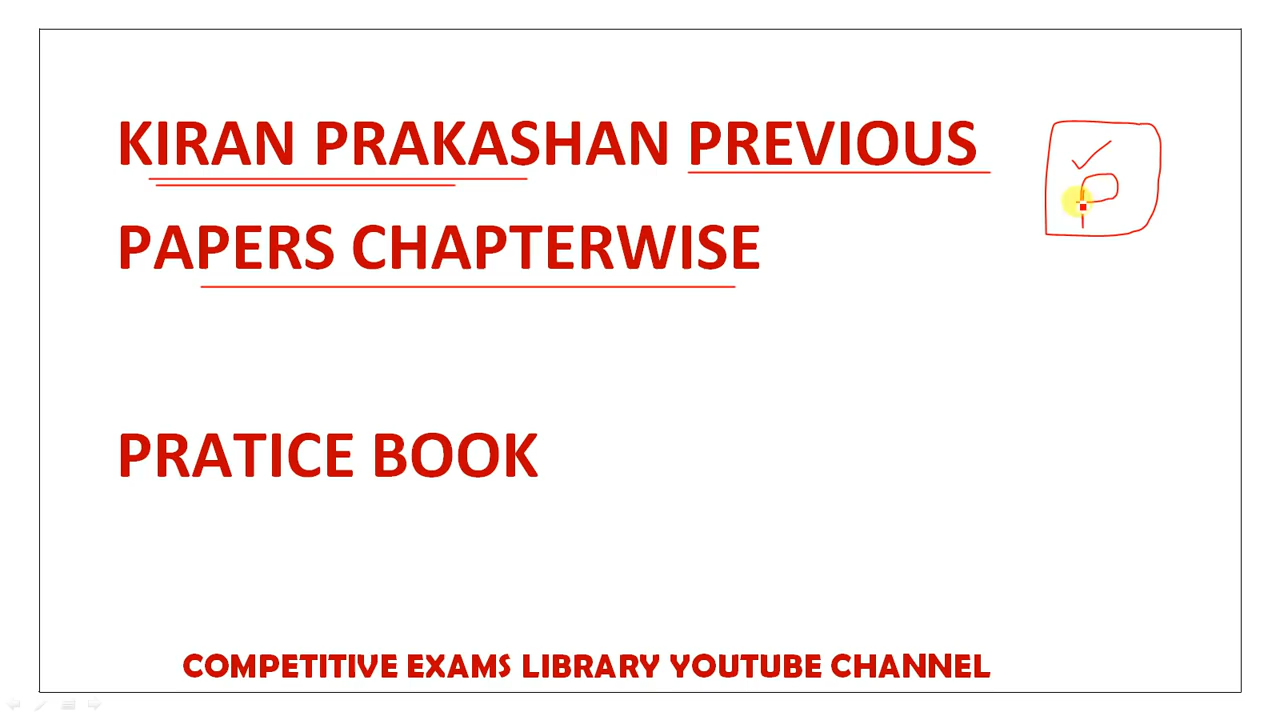 KIRAN PRAKASHAN PREVIOUS
PAPERS CHAPTERWISE
P
PRATICE BOOK
COMPETITIVE EXAMS LIBRARY YOUTUBE CHANNEL